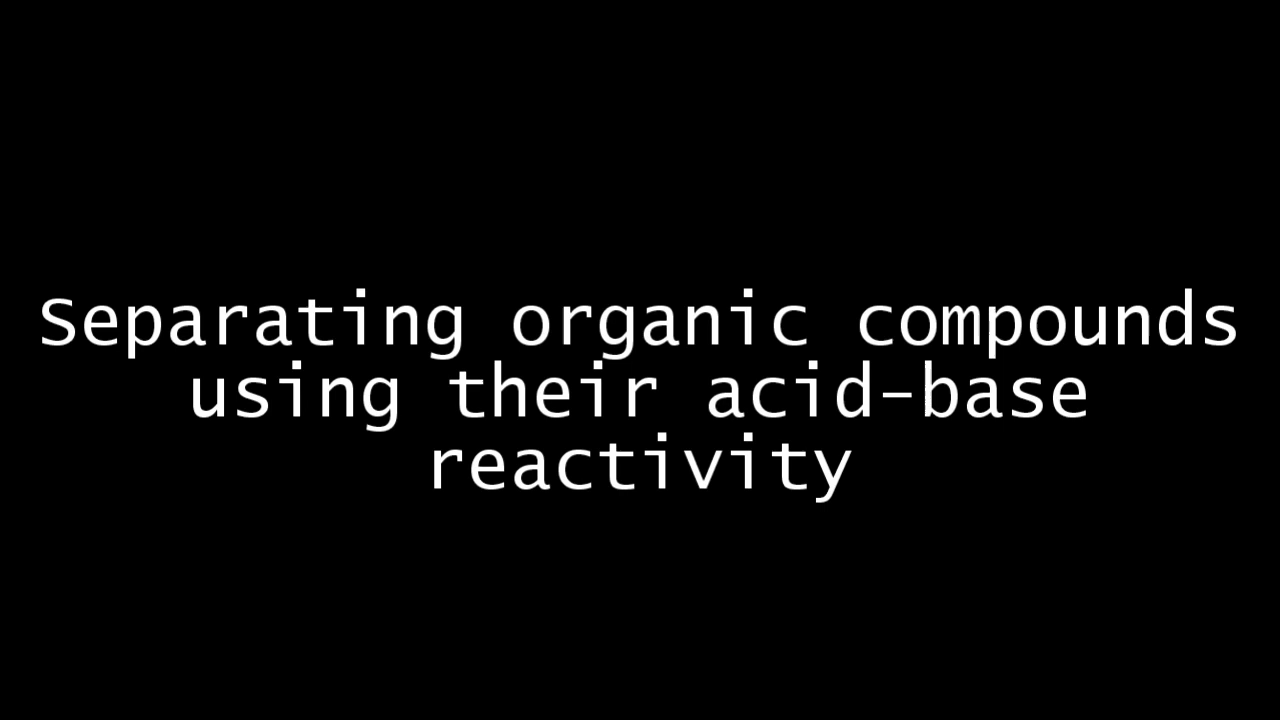 Separating organic compounds
using their acid-base
reactivity